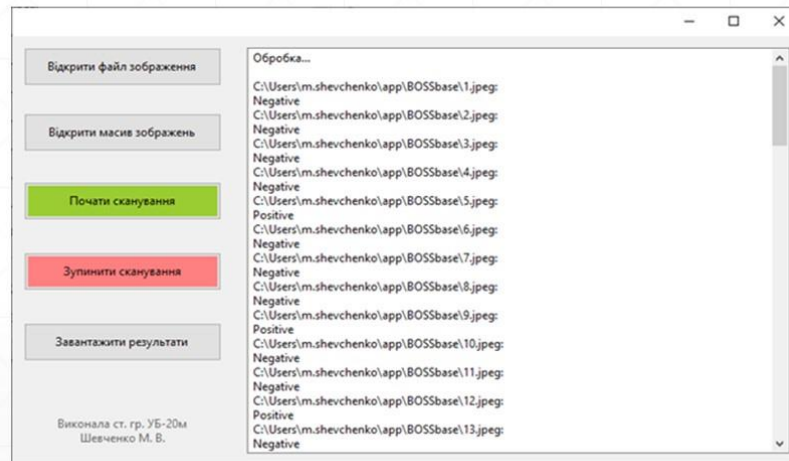 Відкрити файл зображення
Відкрити масив зображень
Почати сканування
Зупинити сканування
Завантажити результати
Виконала ст. гр. УБ-20м
Шевченко М. В.
Обробка...
C:\Users\m.shevchenko\app\BOSSbase\1.jpeg:
Negative
C:\Users\m.shevchenko\app\BOSSbase\2.jpeg:
Negative
C:\Users\m.shevchenko\app\BOSSbase\3.jpeg:
Negative
C:\Users\m.shevchenko\app\BOSSbase\4.jpeg:
Negative
C:\Users\m.shevchenko\app\BOSSbase\5.jpeg:
Positive
C:\Users\m.shevchenko\app\BOSSbase\6.jpeg:
Negative
C:\Users\m.shevchenko\app\BOSSbase\7.jpeg:
Negative
C:\Users\m.shevchenko\app\BOSSbase\8.jpeg:
Negative
C:\Users\m.shevchenko\app\BOSSbase\9.jpeg:
Positive
C:\Users\m.shevchenko\app\BOSSbase\10.jpeg:
Negative
C:\Users\m.shevchenko\app\BOSSbase\11.jpeg:
Negative
C:\Users\m.shevchenko\app\BOSSbase\12.jpeg:
Positive
C:\Users\m.shevchenko\app\BOSSbase\13.jpeg:
Negative